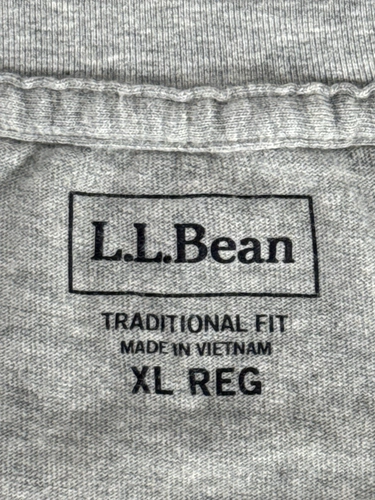 L.L.Bean
TRADITIONAL FIT
MADE IN VIETNAM
XL REG